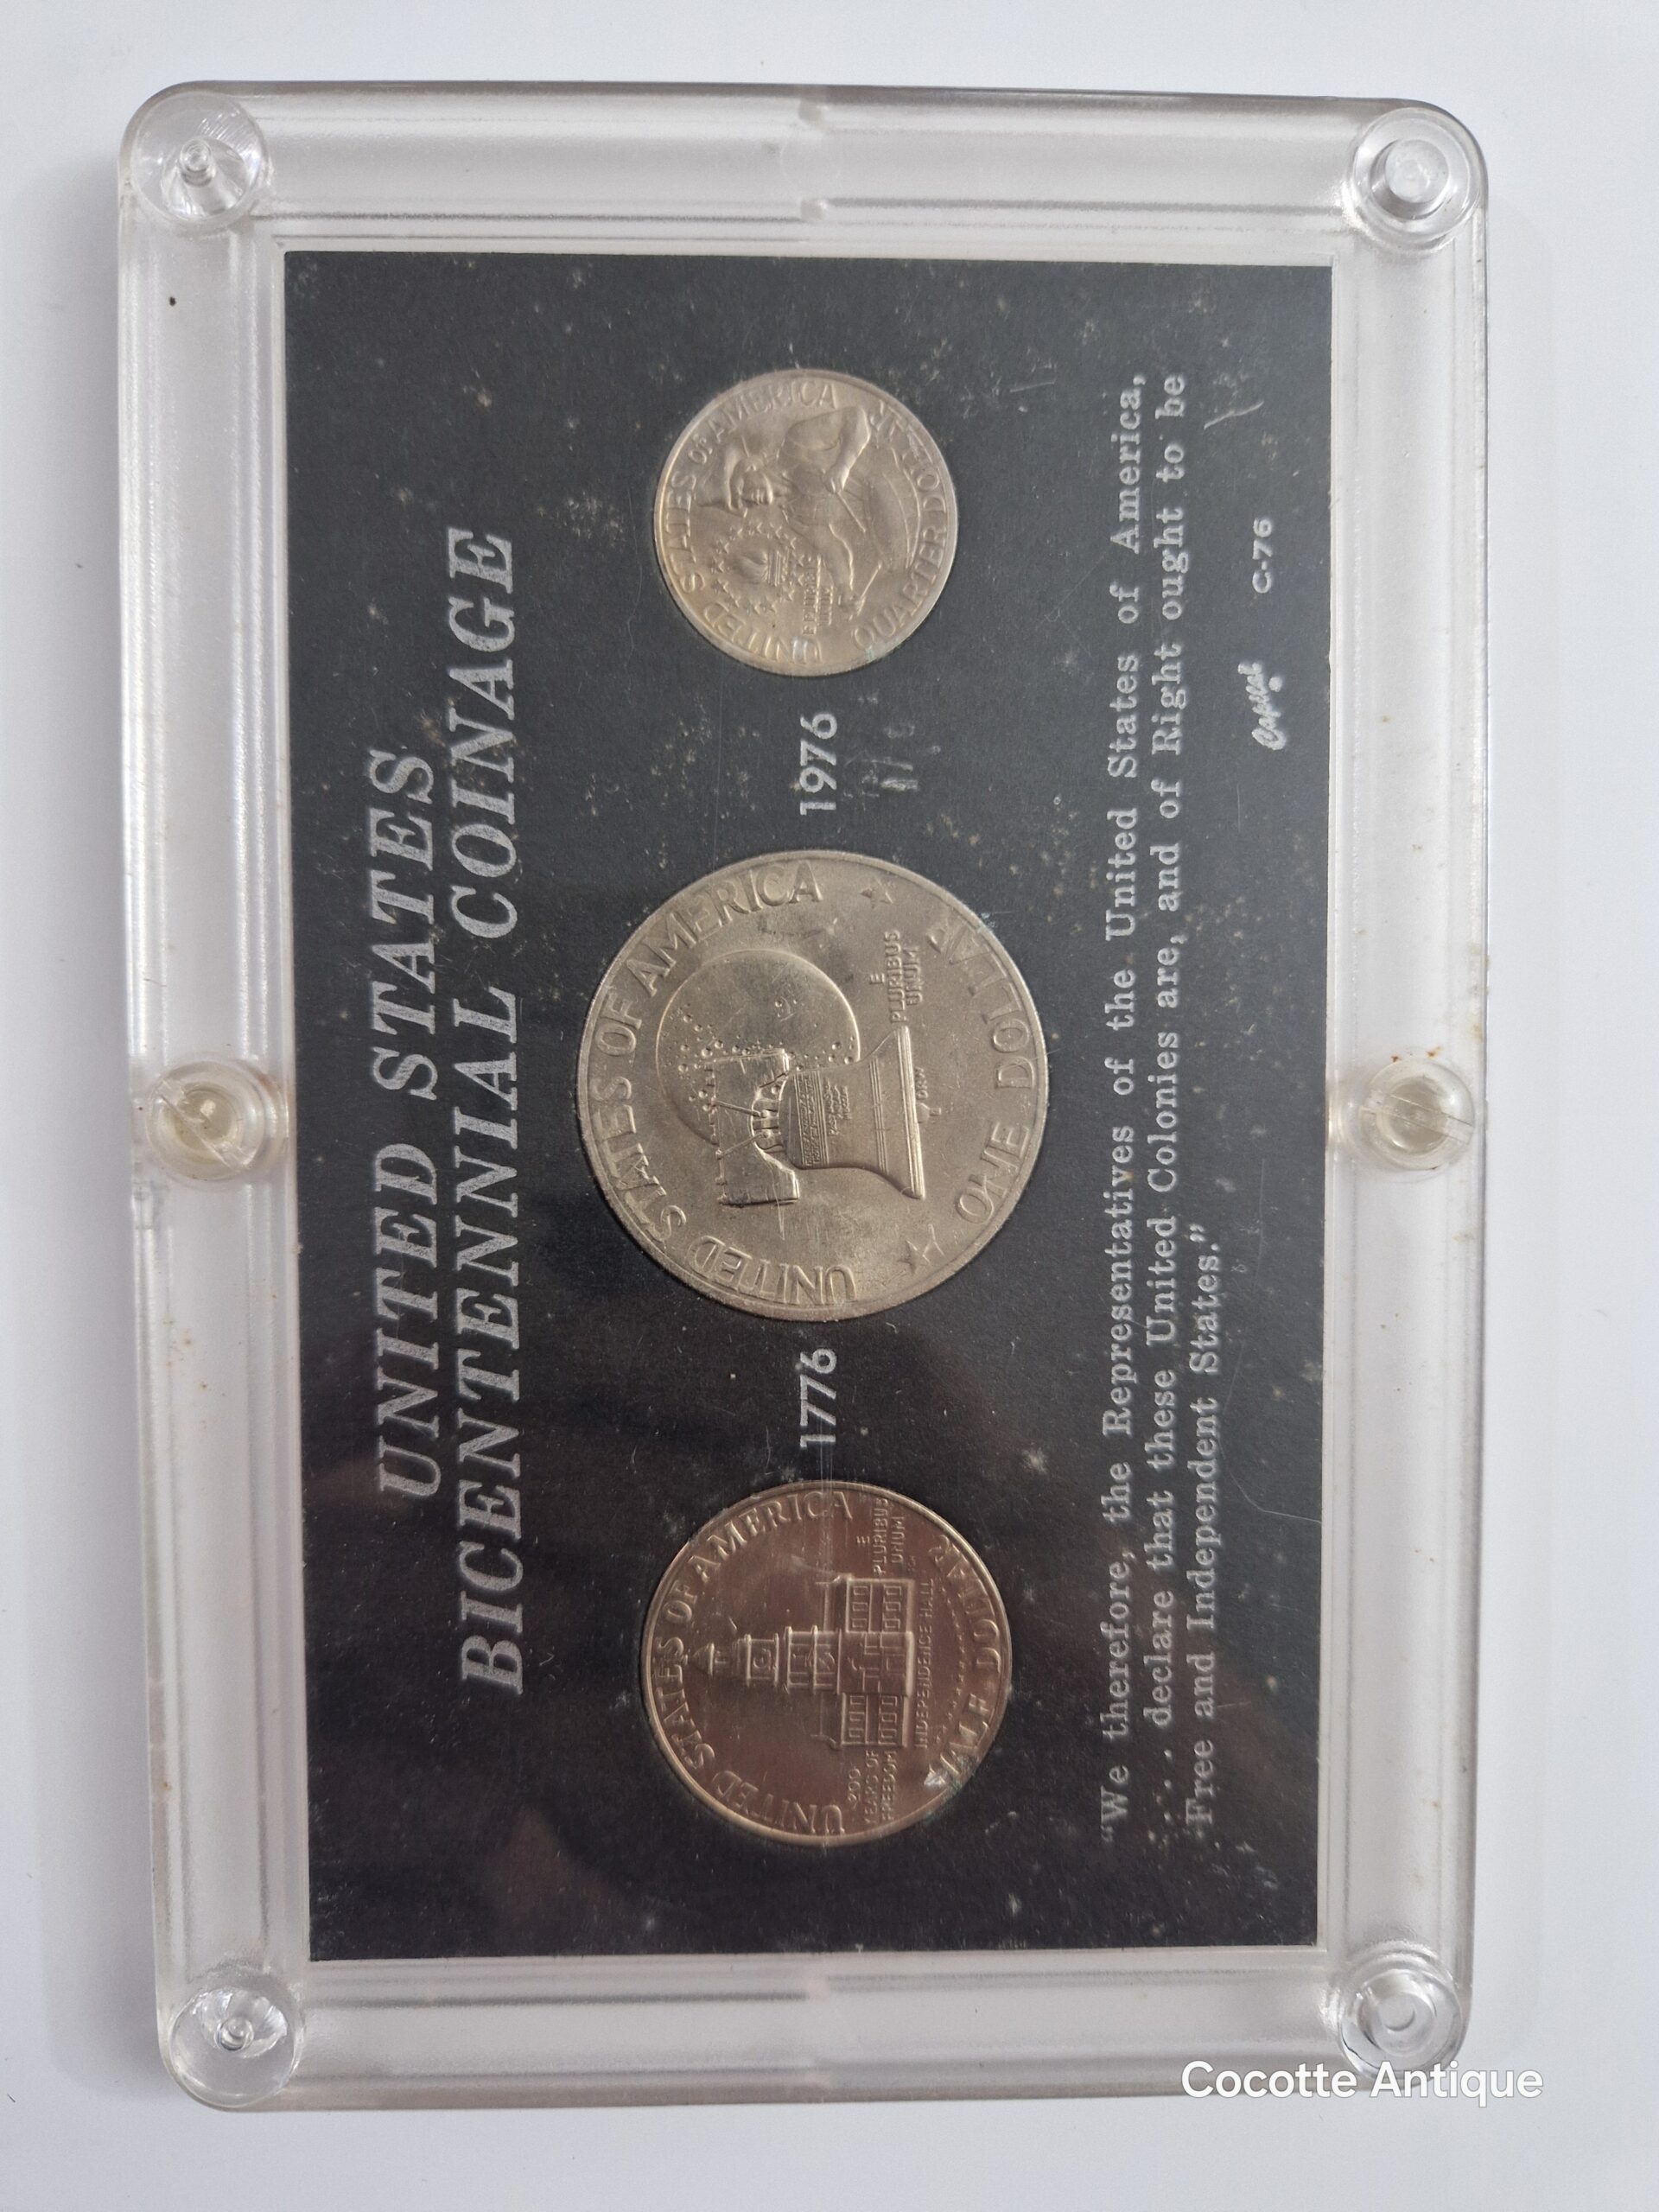 UNITED STATES
BICENTENNIAL COINAGE
UNITED STATES OF AMERICA
200
YEARS OF
FREEDOM
E
PLURIBUS
UNUM
INDEPENDENCE HALL
HALF DOLLAR
1776
UNITED STATES OF AMERICA
E
PLURIBUS
UNUM
ONE DOLLAR
1976
UNITED STATES OF AMERICA
E PLURIBUS
UNUM
QUARTER DOLLAR
"We therefore, the Representatives of the United States of America,
. . . declare that these United Colonies are, and of Right ought to be
Free and Independent States."
Capital C-76
Cocotte Antique